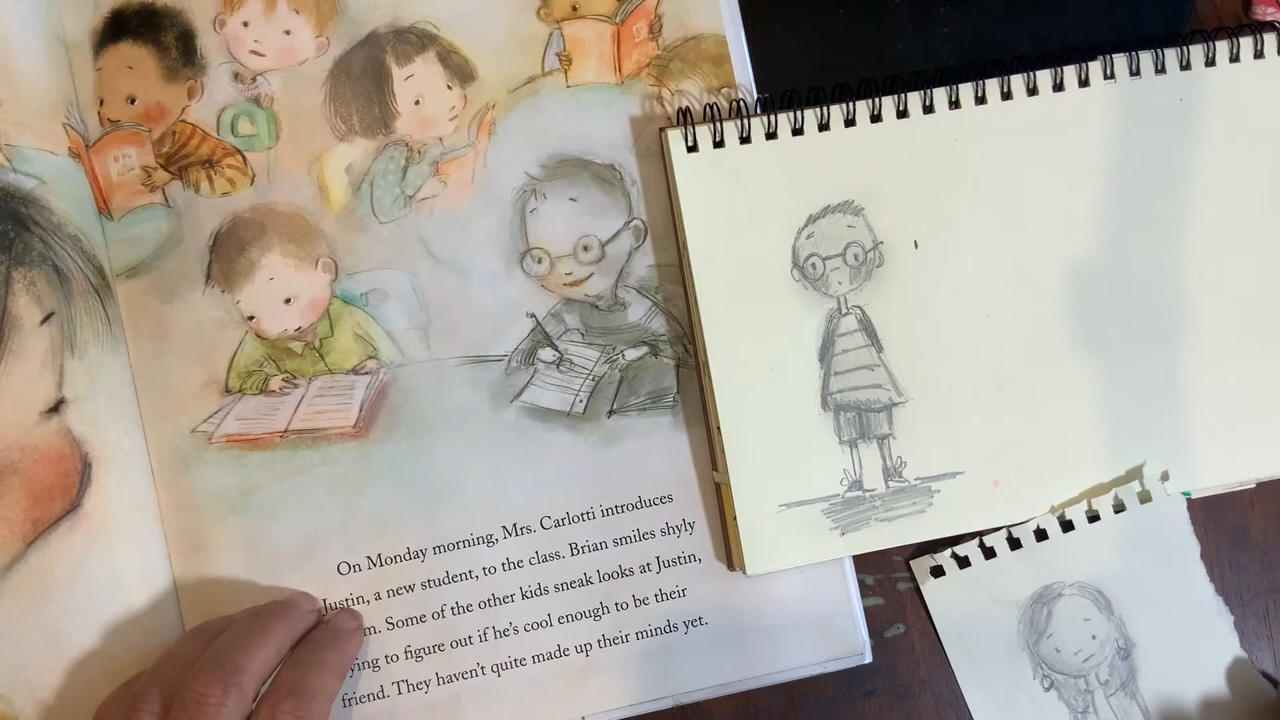 On Monday morning, Mrs. Carlotti introduces
Justin, a new student, to the class. Brian smiles shyly
m. Some of the other kids sneak looks at Justin,
ying to figure out if he's cool enough to be their
friend. They haven't quite made up their minds yet.